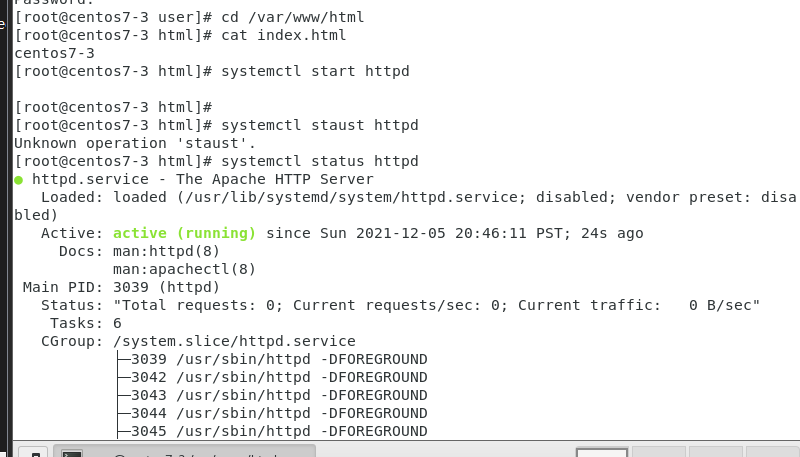 Password:
[root@centos7-3 user]# cd /var/www/html
[root@centos7-3 html]# cat index.html
centos7-3
[root@centos7-3 html]# systemctl start httpd
[root@centos7-3 html]#
[root@centos7-3 html]# systemctl staust httpd
Unknown operation 'staust'.
[root@centos7-3 html]# systemctl status httpd
● httpd.service - The Apache HTTP Server
Loaded: loaded (/usr/lib/systemd/system/httpd.service; disabled; vendor preset: disa
bled)
Active: active (running) since Sun 2021-12-05 20:46:11 PST; 24s ago
Docs: man:httpd(8)
man:apachectl(8)
Main PID: 3039 (httpd)
Status: "Total requests: 0; Current requests/sec: 0; Current traffic:   0 B/sec"
Tasks: 6
CGroup: /system.slice/httpd.service
├─3039 /usr/sbin/httpd -DFOREGROUND
├─3042 /usr/sbin/httpd -DFOREGROUND
├─3043 /usr/sbin/httpd -DFOREGROUND
├─3044 /usr/sbin/httpd -DFOREGROUND
├─3045 /usr/sbin/httpd -DFOREGROUND